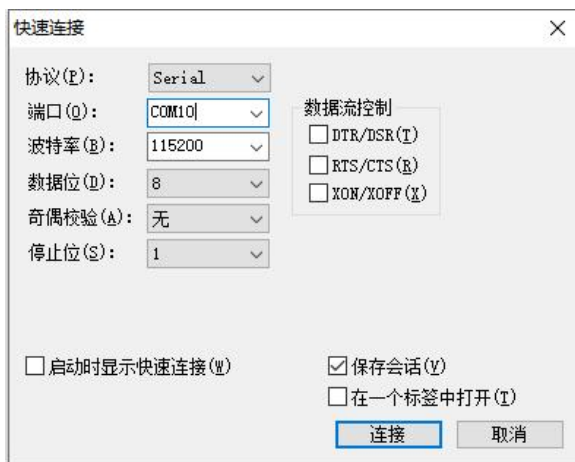 快速连接
协议(P): Serial
端口(O): COM10
波特率(B): 115200
数据位(D): 8
奇偶校验(A): 无
停止位(S): 1
数据流控制
DTR/DSR(T)
RTS/CTS(R)
XON/XOFF(X)
启动时显示快速连接(W)
保存会话(V)
在一个标签中打开(T)
连接
取消